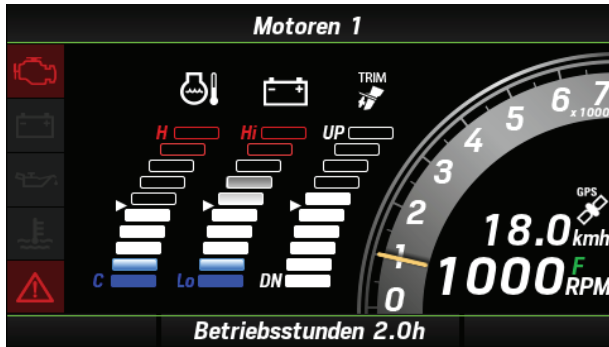 Motoren 1
TRIM
H
Hi
UP
C
Lo
DN
0
1
2
3
4
5
6
7
x 1000
GPS
18.0 kmh
F
1000 RPM
Betriebsstunden 2.0h